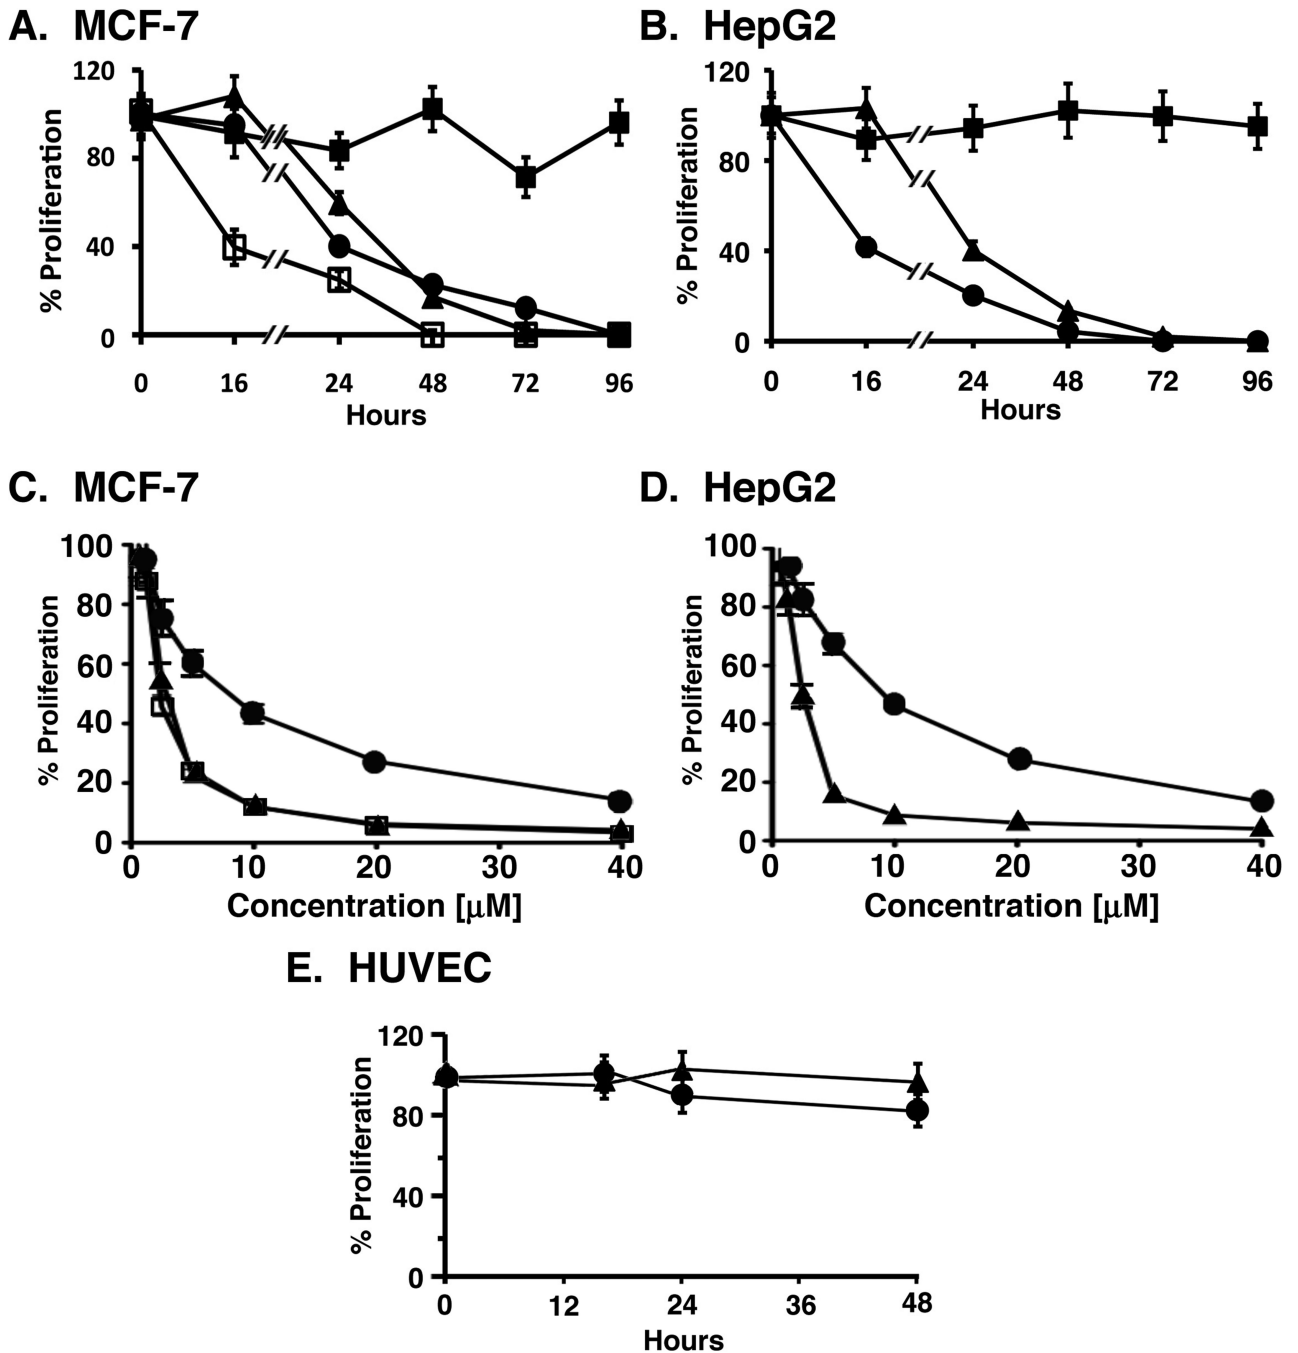 A. MCF-7
% Proliferation
120
80
40
0
0 16 24 48 72 96
Hours
B. HepG2
% Proliferation
120
80
40
0
0 16 24 48 72 96
Hours
C. MCF-7
% Proliferation
100
80
60
40
20
0
0 10 20 30 40
Concentration [μM]
D. HepG2
% Proliferation
100
80
60
40
20
0
0 10 20 30 40
Concentration [μM]
E. HUVEC
% Proliferation
120
80
40
0
0 12 24 36 48
Hours